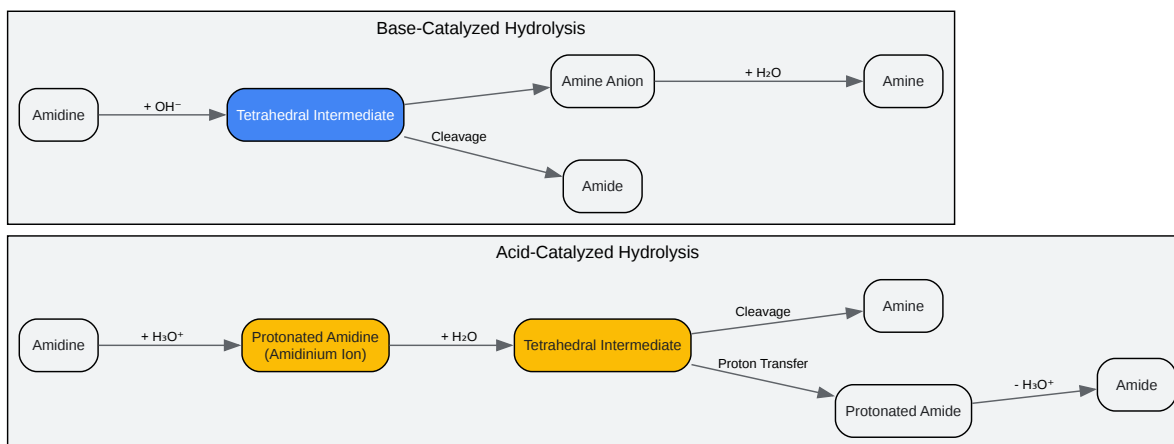 Base-Catalyzed Hydrolysis
Amidine
+ OH⁻
Tetrahedral Intermediate
Amine Anion
+ H₂O
Amine
Cleavage
Amide
Acid-Catalyzed Hydrolysis
Amidine
+ H₃O⁺
Protonated Amidine
(Amidinium Ion)
+ H₂O
Tetrahedral Intermediate
Cleavage
Amine
Proton Transfer
Protonated Amide
- H₃O⁺
Amide